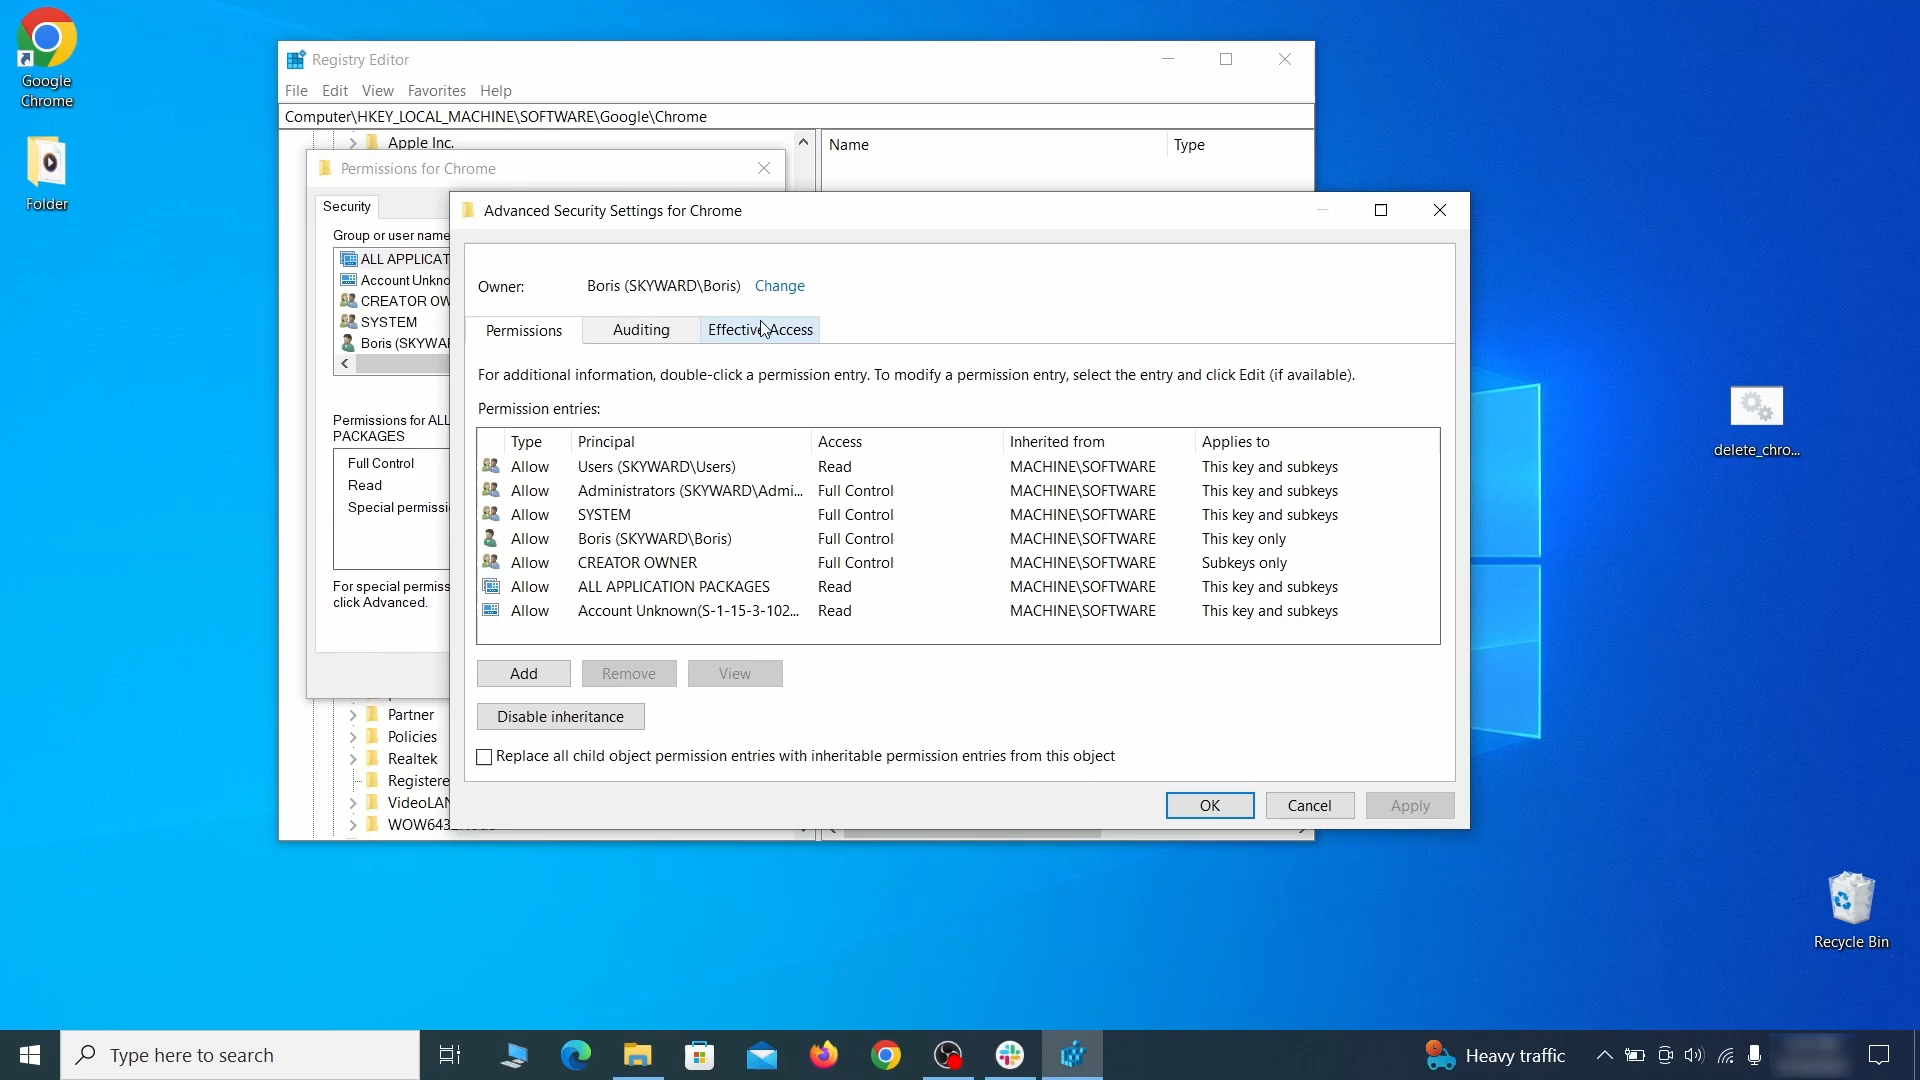 Google
Chrome
Folder
Registry Editor
File Edit View Favorites Help
Computer\HKEY_LOCAL_MACHINE\SOFTWARE\Google\Chrome
Apple Inc.
Name Type
Permissions for Chrome
Security
Group or user name
ALL APPLICAT
Account Unkno
CREATOR OW
SYSTEM
Boris (SKYWAR
Permissions for ALL
PACKAGES
Full Control
Read
Special permissi
For special permiss
click Advanced.
Partner
Policies
Realtek
Registere
VideoLAN
Advanced Security Settings for Chrome
Owner: Boris (SKYWARD\Boris) Change
Permissions Auditing Effective Access
For additional information, double-click a permission entry. To modify a permission entry, select the entry and click Edit (if available).
Permission entries:
Type Principal Access Inherited from Applies to
Allow Users (SKYWARD\Users) Read MACHINE\SOFTWARE This key and subkeys
Allow Administrators (SKYWARD\Admi... Full Control MACHINE\SOFTWARE This key and subkeys
Allow SYSTEM Full Control MACHINE\SOFTWARE This key and subkeys
Allow Boris (SKYWARD\Boris) Full Control MACHINE\SOFTWARE This key only
Allow CREATOR OWNER Full Control MACHINE\SOFTWARE Subkeys only
Allow ALL APPLICATION PACKAGES Read MACHINE\SOFTWARE This key and subkeys
Allow Account Unknown(S-1-15-3-102... Read MACHINE\SOFTWARE This key and subkeys
Add Remove View
Disable inheritance
Replace all child object permission entries with inheritable permission entries from this object
OK Cancel Apply
delete_chro...
Recycle Bin
Type here to search
Heavy traffic